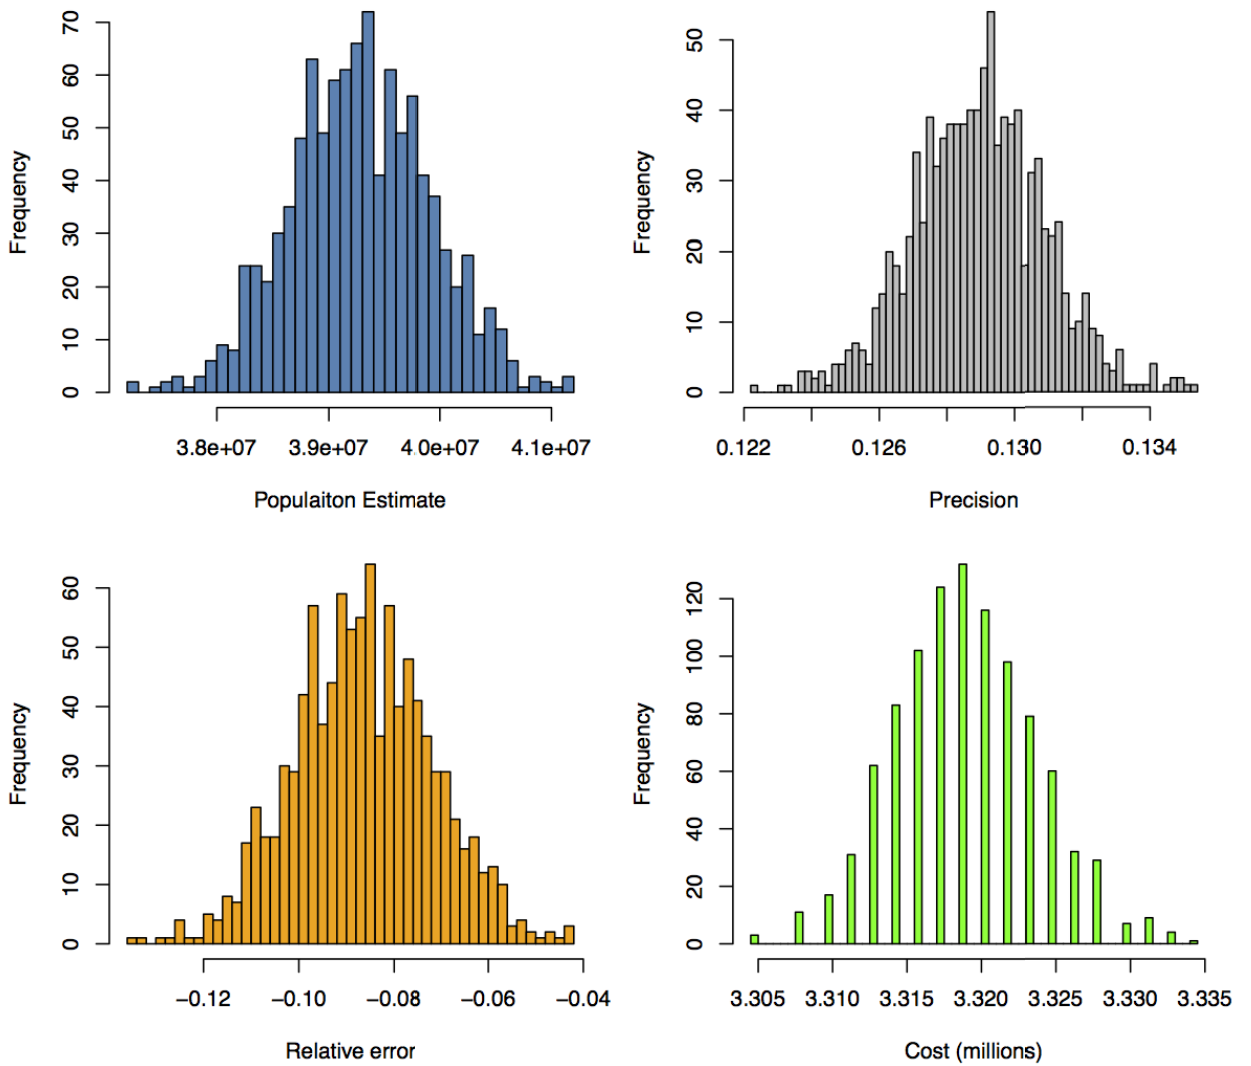 Frequency
0 10 20 30 40 50 60 70
3.8e+07 3.9e+07 4.0e+07 4.1e+07
Populaiton Estimate
Frequency
0 10 20 30 40 50
0.122 0.126 0.130 0.134
Precision
Frequency
0 10 20 30 40 50 60
−0.12 −0.10 −0.08 −0.06 −0.04
Relative error
Frequency
0 20 40 60 80 100 120
3.305 3.310 3.315 3.320 3.325 3.330 3.335
Cost (millions)